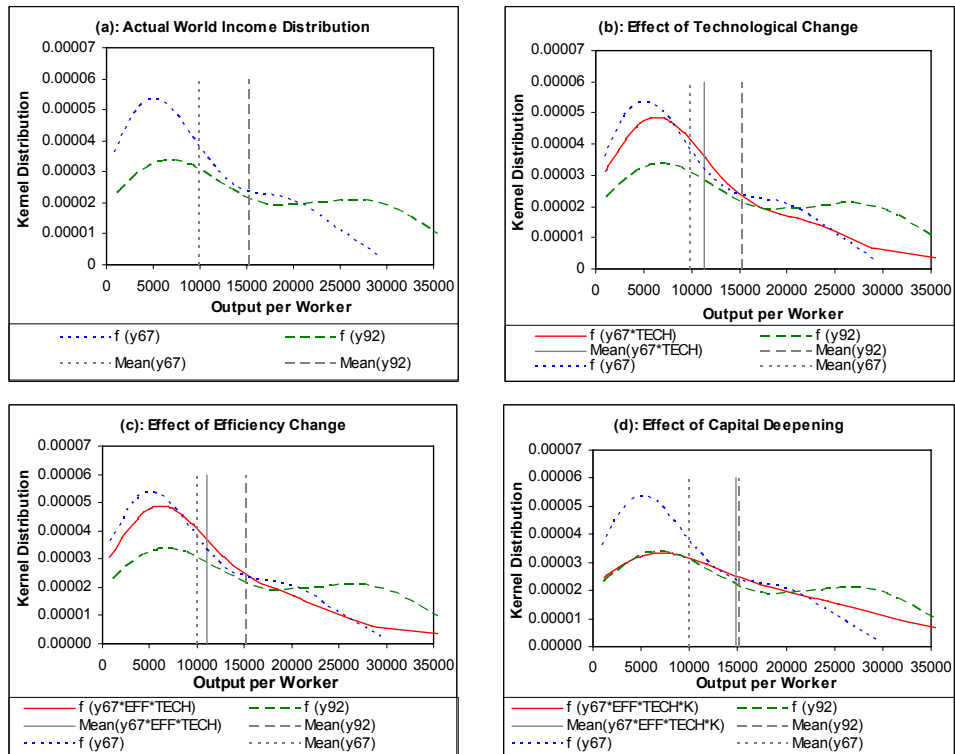 (a): Actual World Income Distribution
Kernel Distribution
0.00007
0.00006
0.00005
0.00004
0.00003
0.00002
0.00001
0
0 5000 10000 15000 20000 25000 30000 35000
Output per Worker
f (y67) f (y92)
Mean(y67) Mean(y92)
(b): Effect of Technological Change
Kernel Distribution
0.00007
0.00006
0.00005
0.00004
0.00003
0.00002
0.00001
0
0 5000 10000 15000 20000 25000 30000 35000
Output per Worker
f (y67*TECH) f (y92)
Mean(y67*TECH) Mean(y92)
f (y67) Mean(y67)
(c): Effect of Efficiency Change
Kernel Distribution
0.00007
0.00006
0.00005
0.00004
0.00003
0.00002
0.00001
0.00000
0 5000 10000 15000 20000 25000 30000 35000
Output per Worker
f (y67*EFF*TECH) f (y92)
Mean(y67*EFF*TECH) Mean(y92)
f (y67) Mean(y67)
(d): Effect of Capital Deepening
Kernel Distribution
0.00007
0.00006
0.00005
0.00004
0.00003
0.00002
0.00001
0.00000
0 5000 10000 15000 20000 25000 30000 35000
Output per Worker
f (y67*EFF*TECH*K) f (y92)
Mean(y67*EFF*TECH*K) Mean(y92)
f (y67) Mean(y67)